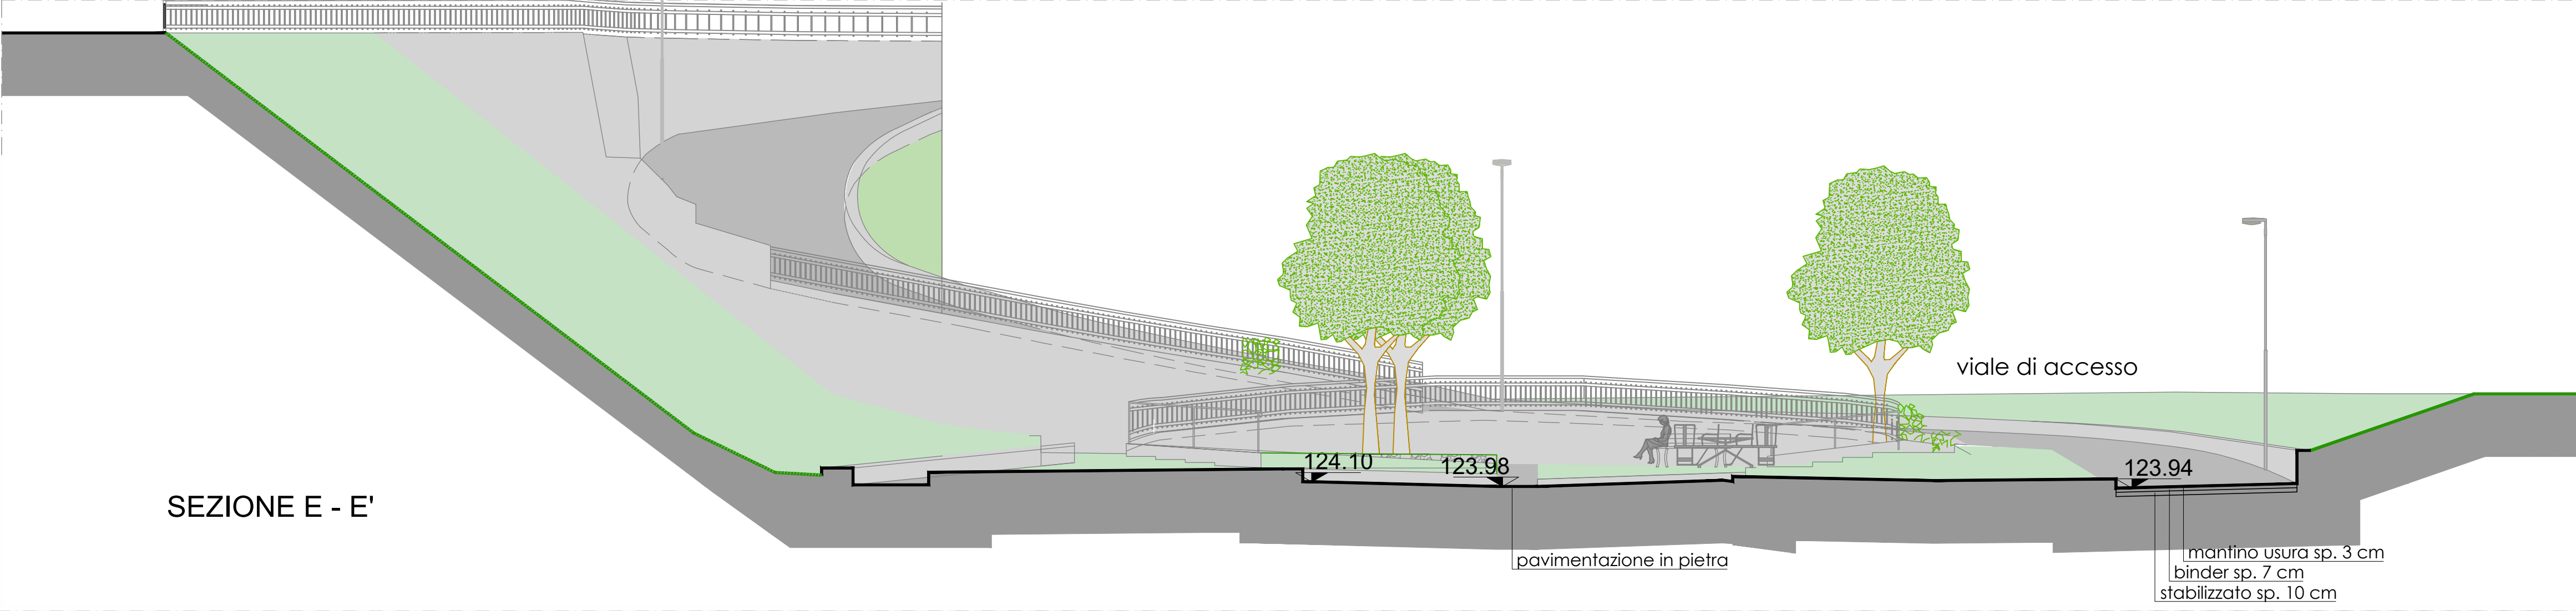 viale di accesso
124.10
123.98
123.94
SEZIONE E - E'
pavimentazione in pietra
mantino usura sp. 3 cm
binder sp. 7 cm
stabilizzato sp. 10 cm